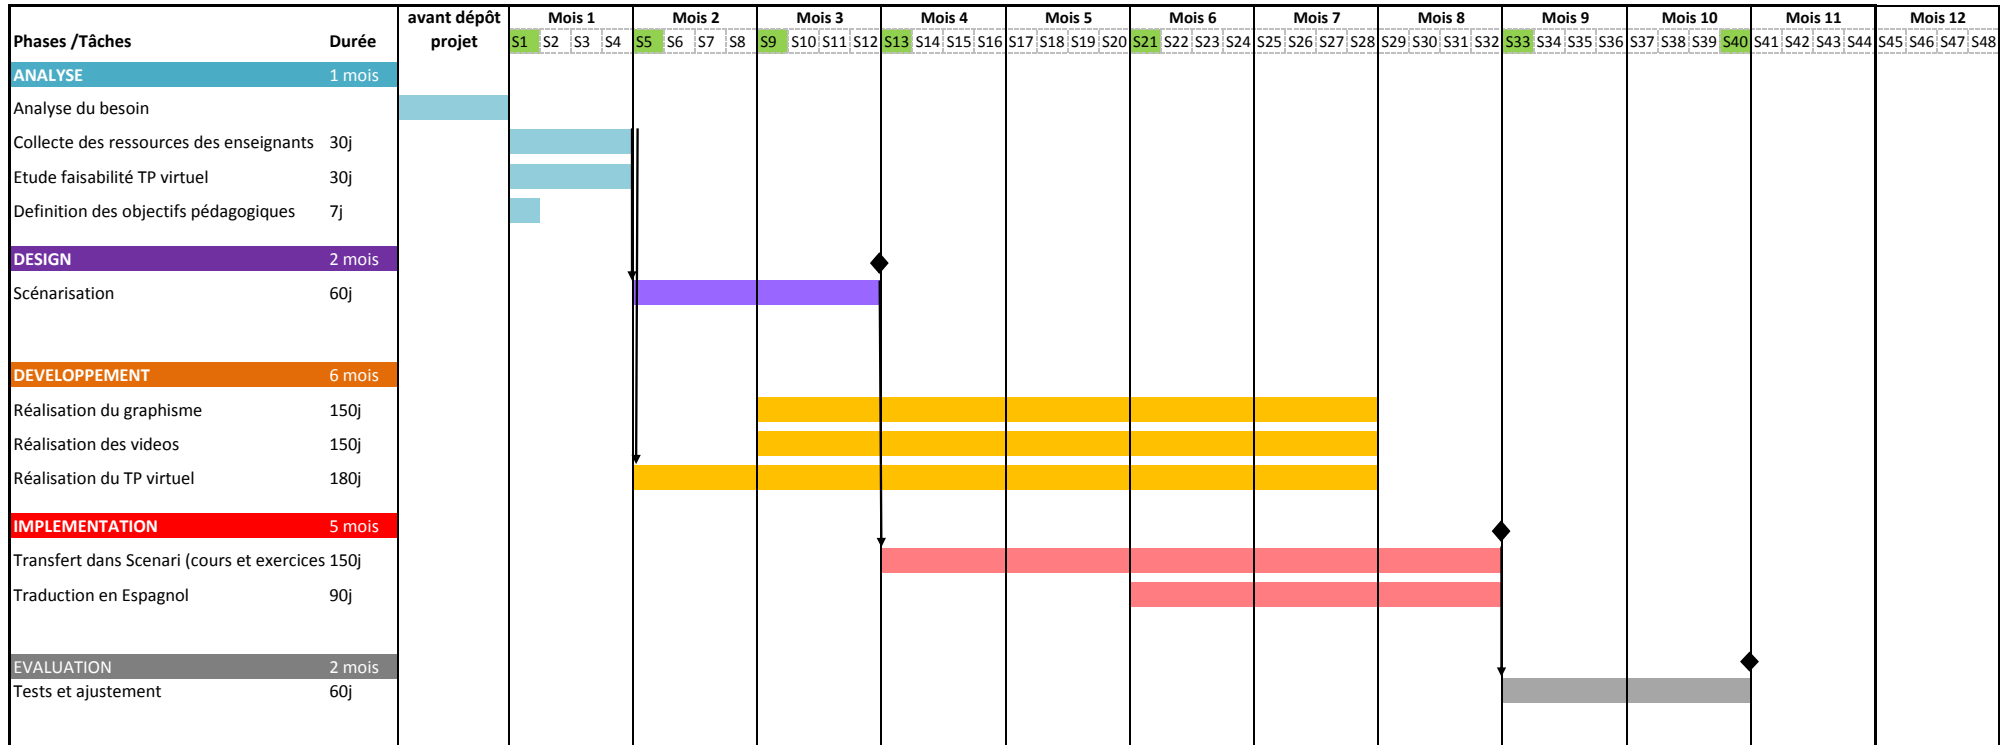 avant dépôt Mois 1 Mois 2 Mois 3 Mois 4 Mois 5 Mois 6 Mois 7 Mois 8 Mois 9 Mois 10 Mois 11 Mois 12
Phases /Tâches Durée projet S1 S2 S3 S4 S5 S6 S7 S8 S9 S10 S11 S12 S13 S14 S15 S16 S17 S18 S19 S20 S21 S22 S23 S24 S25 S26 S27 S28 S29 S30 S31 S32 S33 S34 S35 S36 S37 S38 S39 S40 S41 S42 S43 S44 S45 S46 S47 S48
ANALYSE 1 mois
Analyse du besoin
Collecte des ressources des enseignants 30j
Etude faisabilité TP virtuel 30j
Definition des objectifs pédagogiques 7j
DESIGN 2 mois
Scénarisation 60j
DEVELOPPEMENT 6 mois
Réalisation du graphisme 150j
Réalisation des videos 150j
Réalisation du TP virtuel 180j
IMPLEMENTATION 5 mois
Transfert dans Scenari (cours et exercices 150j
Traduction en Espagnol 90j
EVALUATION 2 mois
Tests et ajustement 60j